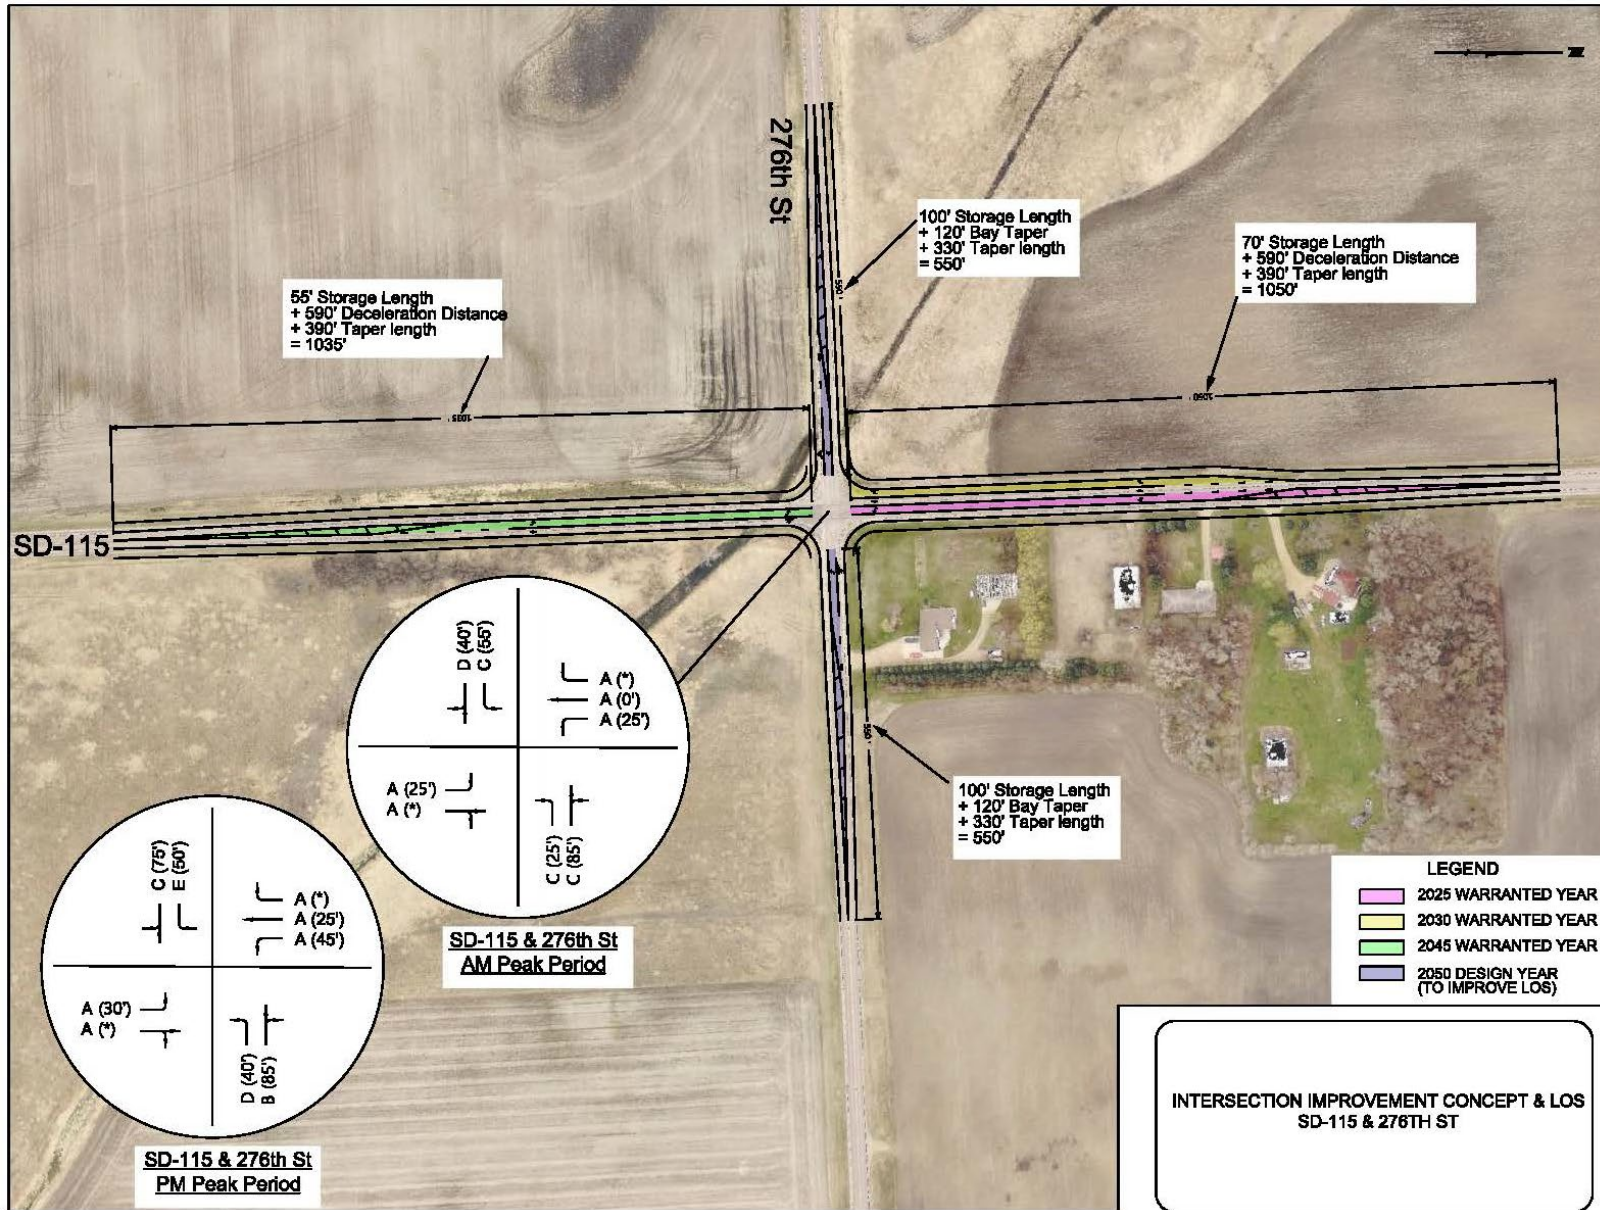 276th St
100' Storage Length
+ 120' Bay Taper
+ 330' Taper length
= 550'
70' Storage Length
+ 590' Deceleration Distance
+ 390' Taper length
= 1050'
55' Storage Length
+ 590' Deceleration Distance
+ 390' Taper length
= 1035'
550'
1050'
1035'
SD-115
D (40')
C (55')
A (*)
A (0')
A (25')
A (25')
A (*)
C (25')
C (85')
SD-115 & 276th St
AM Peak Period
550'
100' Storage Length
+ 120' Bay Taper
+ 330' Taper length
= 550'
C (75')
E (50')
A (*)
A (25')
A (45')
A (30')
A (*)
D (40')
B (85')
SD-115 & 276th St
PM Peak Period
LEGEND
2025 WARRANTED YEAR
2030 WARRANTED YEAR
2045 WARRANTED YEAR
2050 DESIGN YEAR
(TO IMPROVE LOS)
INTERSECTION IMPROVEMENT CONCEPT & LOS
SD-115 & 276TH ST